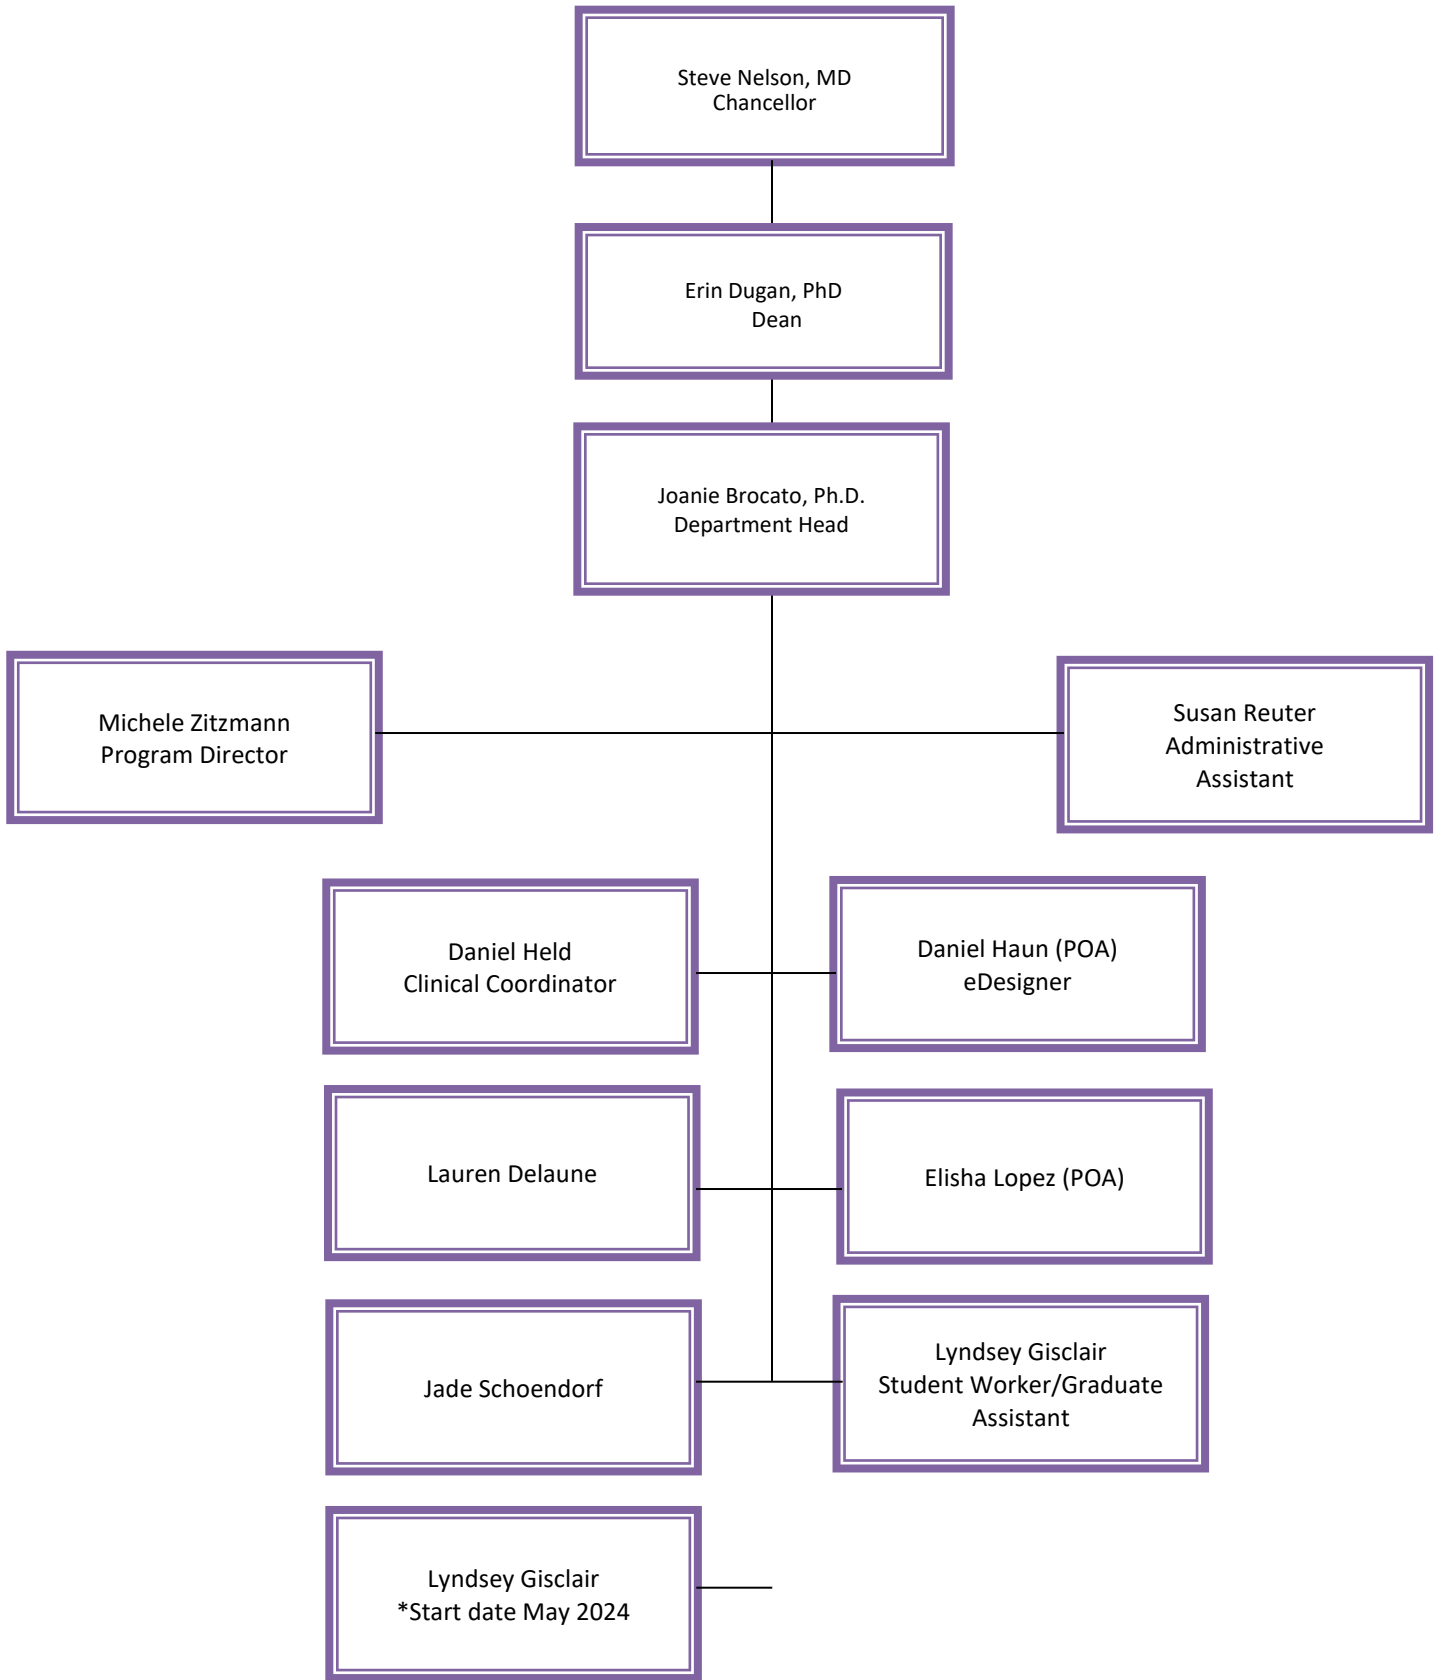 Steve Nelson, MD
Chancellor
Erin Dugan, PhD
Dean
Joanie Brocato, Ph.D.
Department Head
Michele Zitzmann
Program Director
Susan Reuter
Administrative
Assistant
Daniel Held
Clinical Coordinator
Daniel Haun (POA)
eDesigner
Lauren Delaune
Elisha Lopez (POA)
Jade Schoendorf
Lyndsey Gisclair
Student Worker/Graduate
Assistant
Lyndsey Gisclair
*Start date May 2024